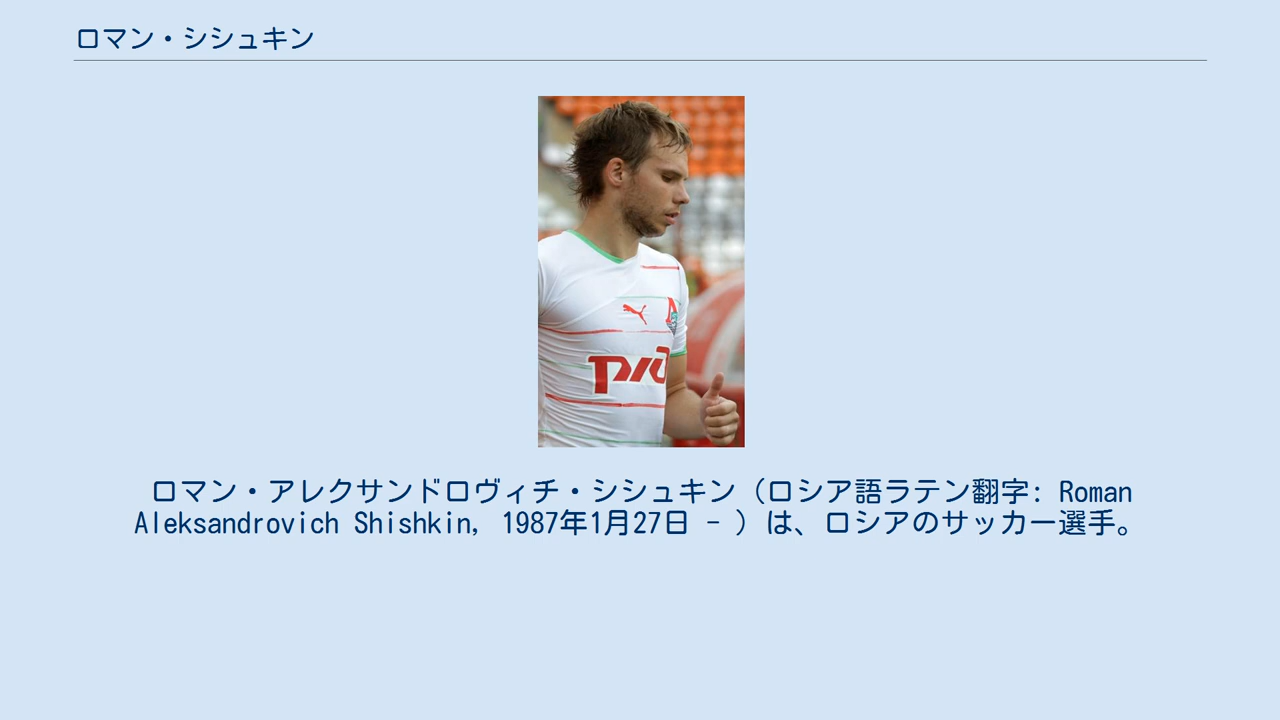 ロマン・シシュキン
ржд
ロマン・アレクサンドロヴィチ・シシュキン（ロシア語ラテン翻字: Roman
Aleksandrovich Shishkin, 1987年1月27日 - ）は、ロシアのサッカー選手。